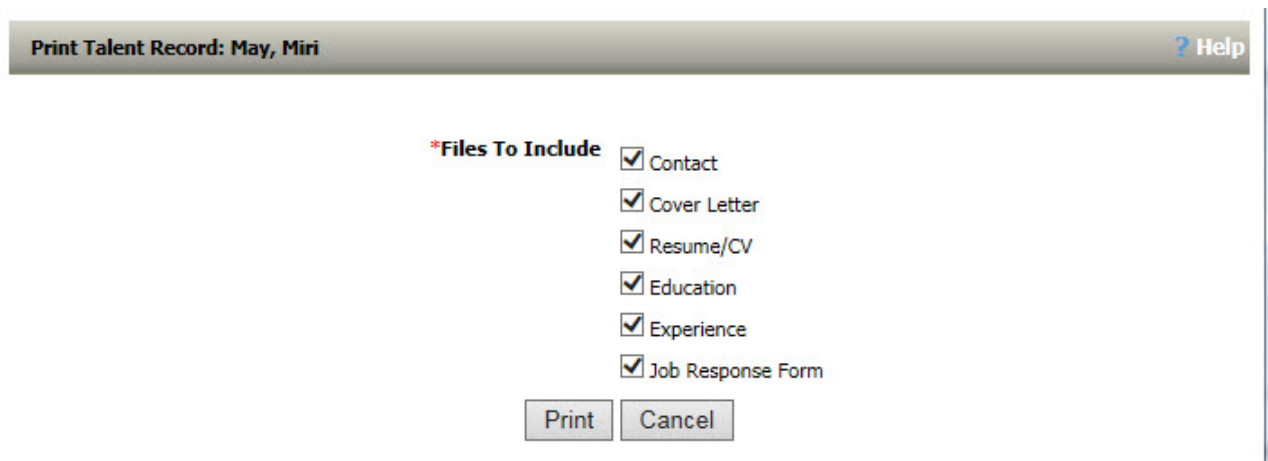 Print Talent Record: May, Miri ? Help
*Files To Include
Contact
Cover Letter
Resume/CV
Education
Experience
Job Response Form
Print Cancel